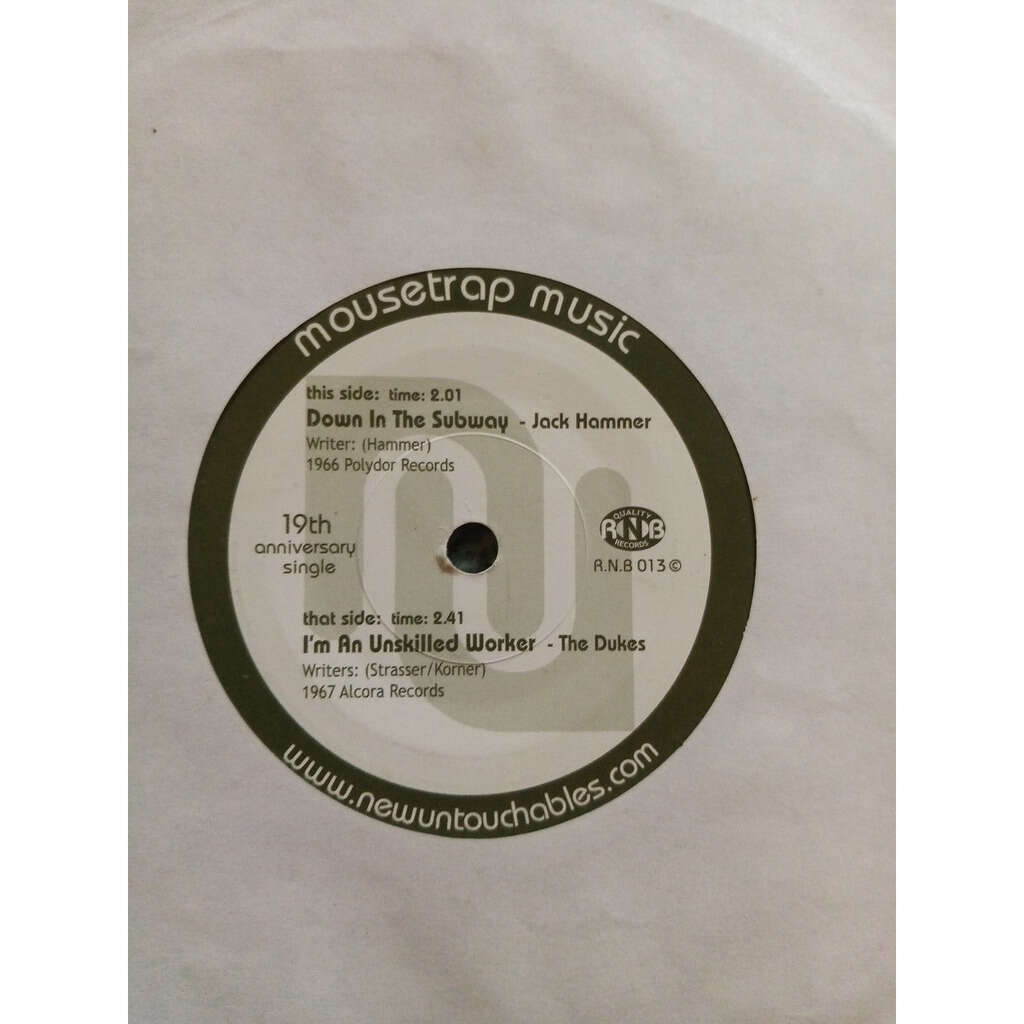 mousetrap music
this side: time: 2.01
Down In The Subway - Jack Hammer
Writer: (Hammer)
1966 Polydor Records
19th
anniversary
single
QUALITY
RNB
RECORDS
R.N.B 013 ©
that side: time: 2.41
I'm An Unskilled Worker - The Dukes
Writers: (Strasser/Korner)
1967 Alcora Records
www.newuntouchables.com